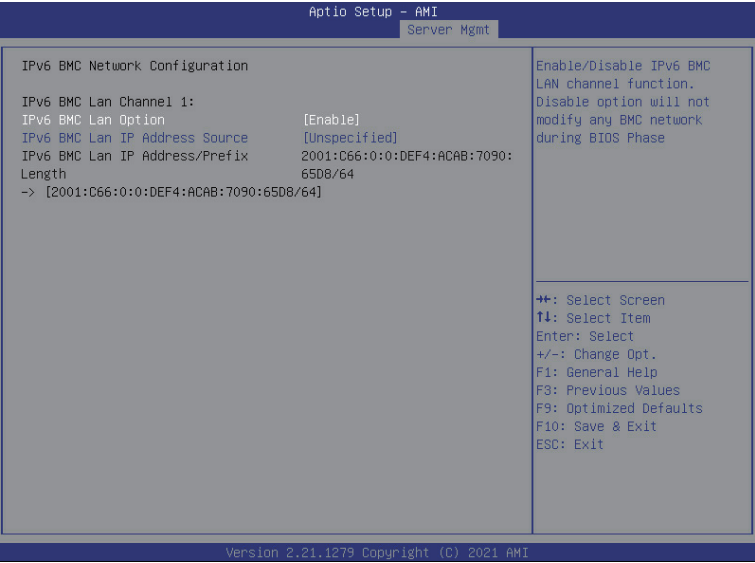 Aptio Setup – AMI
Server Mgmt
IPv6 BMC Network Configuration
IPv6 BMC Lan Channel 1:
IPv6 BMC Lan Option [Enable]
IPv6 BMC Lan IP Address Source [Unspecified]
IPv6 BMC Lan IP Address/Prefix 2001:C66:0:0:DEF4:ACAB:7090:
Length 65D8/64
-> [2001:C66:0:0:DEF4:ACAB:7090:65D8/64]
Enable/Disable IPv6 BMC
LAN channel function.
Disable option will not
modify any BMC network
during BIOS Phase
→←: Select Screen
↑↓: Select Item
Enter: Select
+/-: Change Opt.
F1: General Help
F3: Previous Values
F9: Optimized Defaults
F10: Save & Exit
ESC: Exit
Version 2.21.1279 Copyright (C) 2021 AMI